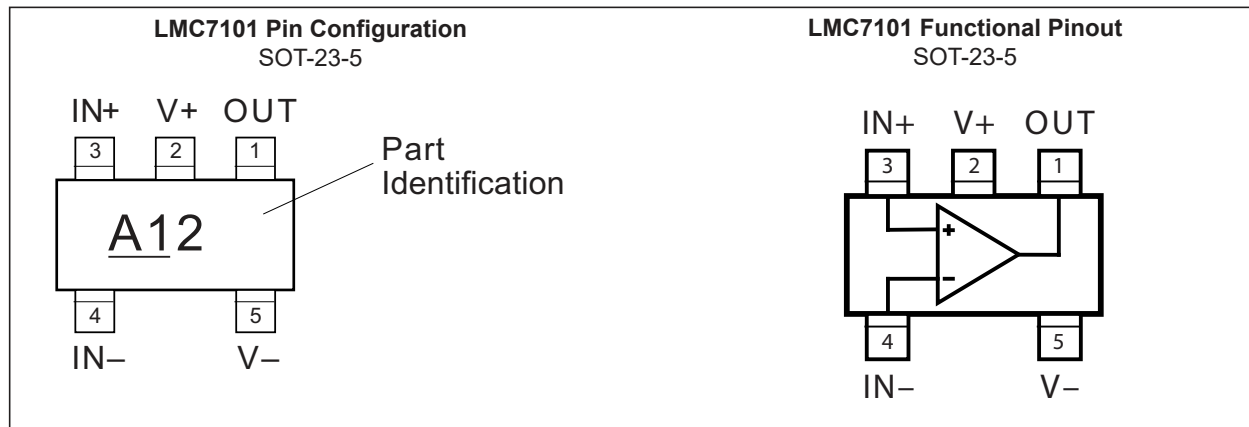 LMC7101 Pin Configuration
SOT-23-5
IN+ V+ OUT
3 2 1
Part
Identification
A12
4 5
IN– V–
LMC7101 Functional Pinout
SOT-23-5
IN+ V+ OUT
3 2 1
+
–
4 5
IN– V–